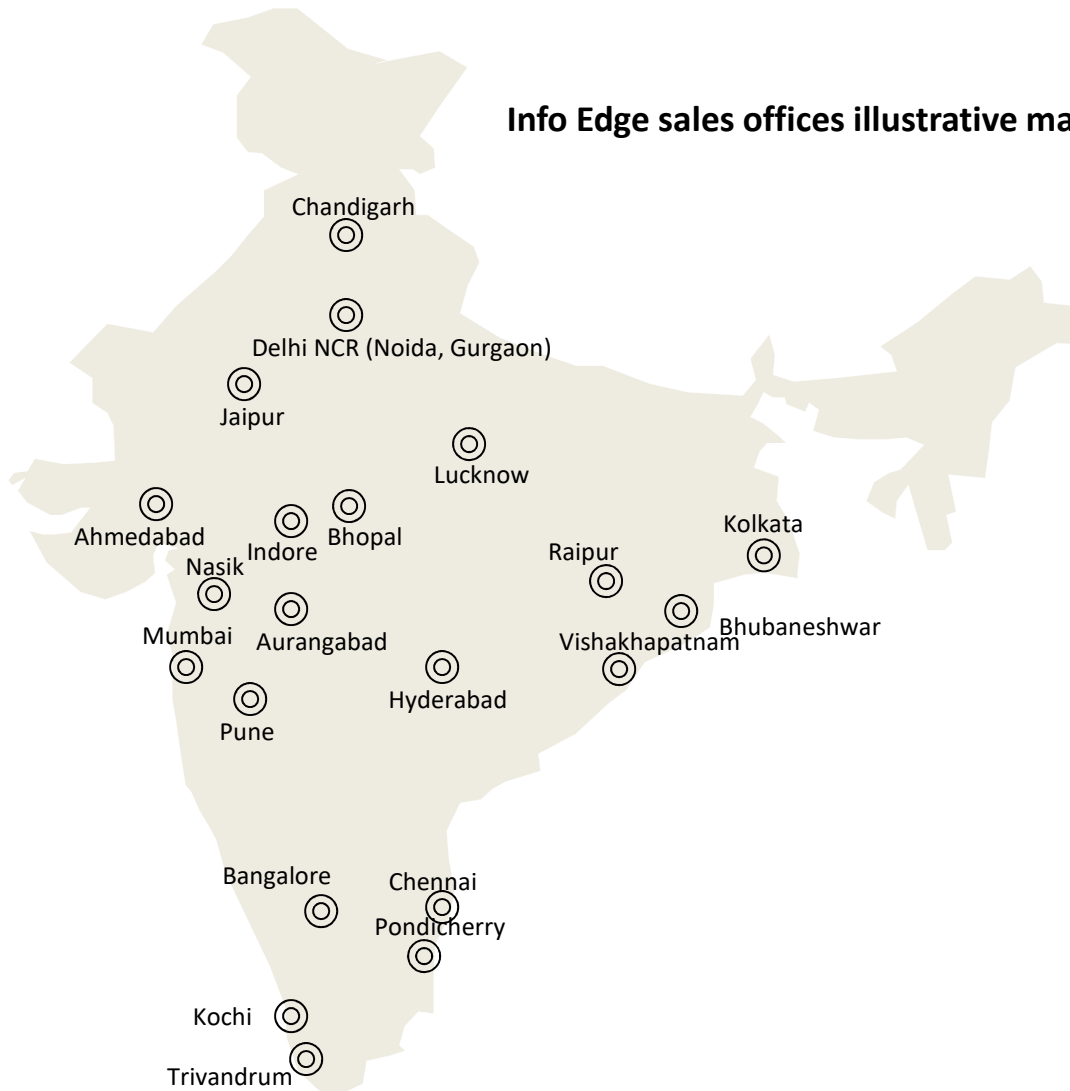 Info Edge sales offices illustrative ma
Chandigarh
Delhi NCR (Noida, Gurgaon)
Jaipur
Lucknow
Ahmedabad
Indore
Bhopal
Kolkata
Raipur
Nasik
Mumbai
Aurangabad
Vishakhapatnam
Bhubaneshwar
Hyderabad
Pune
Bangalore
Chennai
Pondicherry
Kochi
Trivandrum